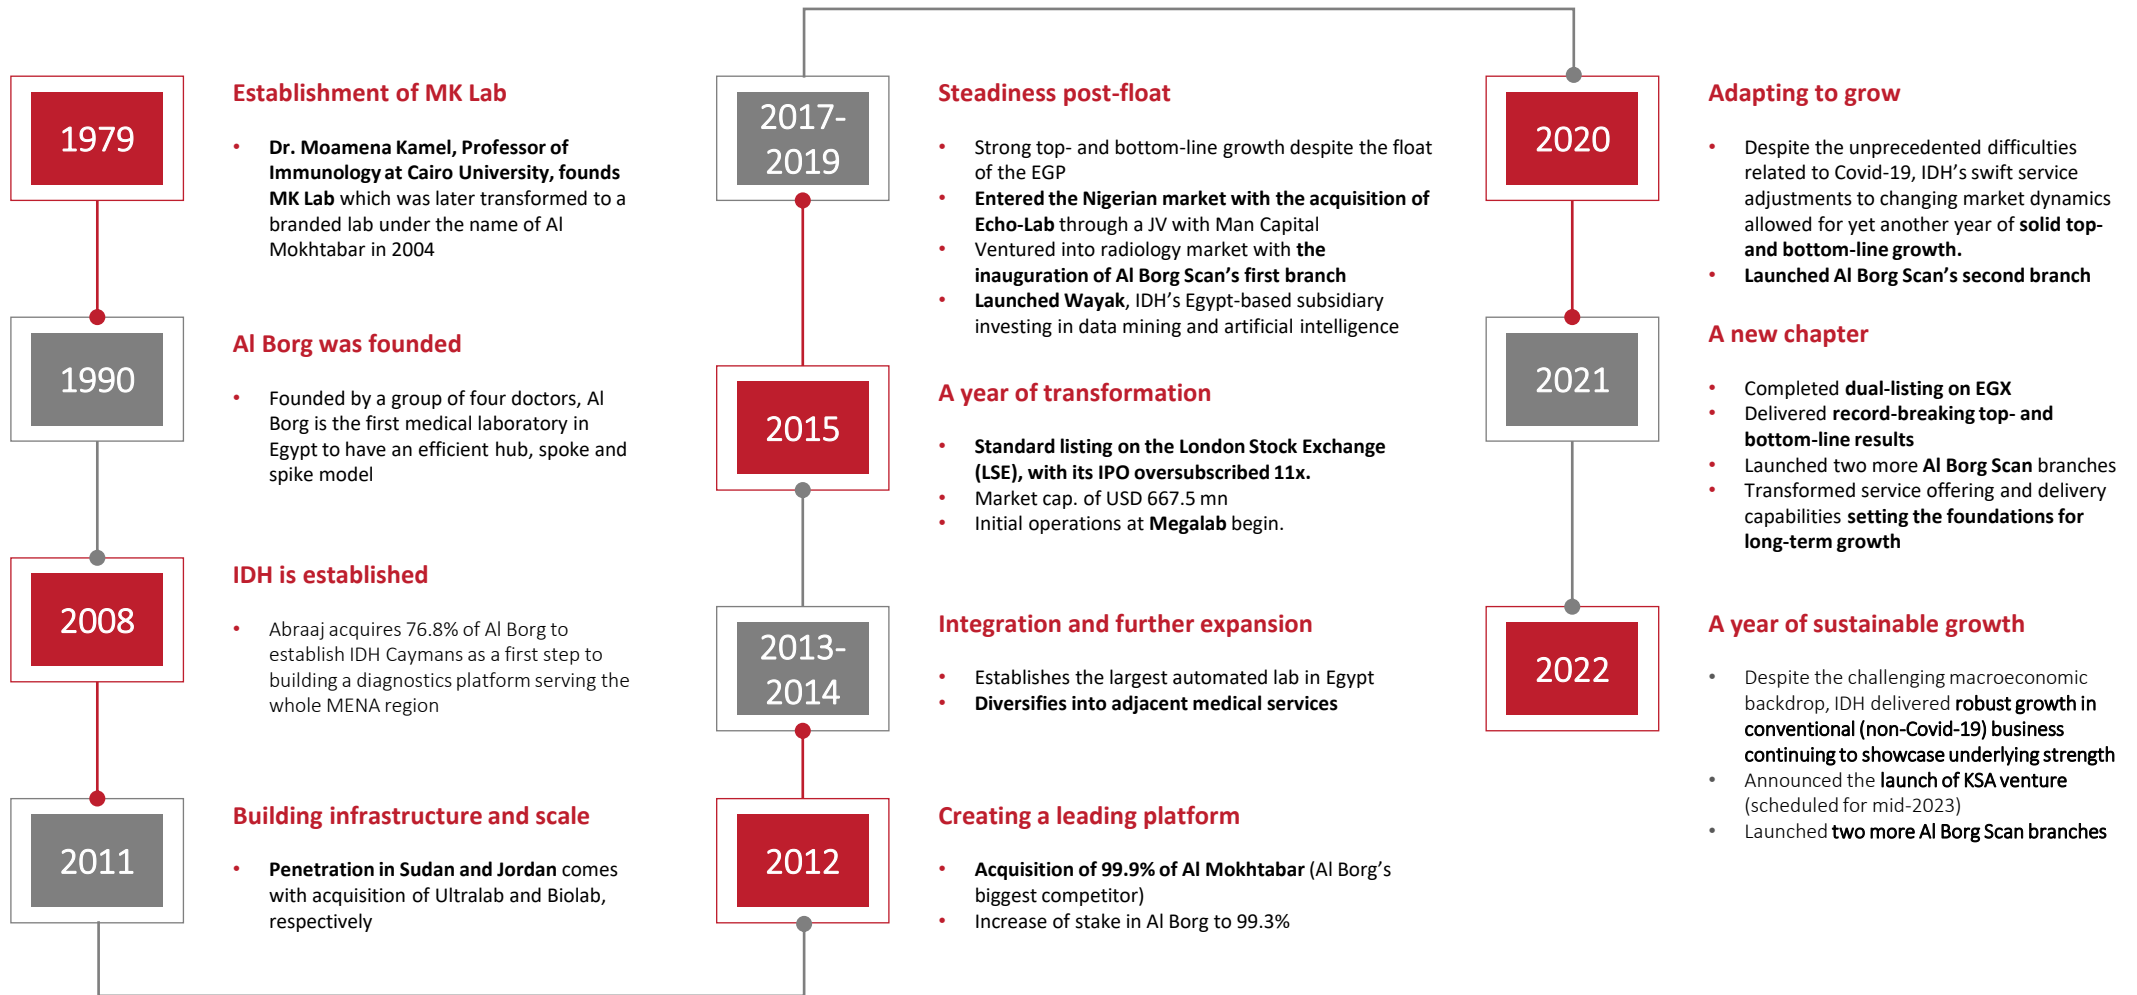 1979
Establishment of MK Lab
• Dr. Moamena Kamel, Professor of
Immunology at Cairo University, founds
MK Lab which was later transformed to a
branded lab under the name of Al
Mokhtabar in 2004
1990
Al Borg was founded
• Founded by a group of four doctors, Al
Borg is the first medical laboratory in
Egypt to have an efficient hub, spoke and
spike model
2008
IDH is established
• Abraaj acquires 76.8% of Al Borg to
establish IDH Caymans as a first step to
building a diagnostics platform serving the
whole MENA region
2011
Building infrastructure and scale
• Penetration in Sudan and Jordan comes
with acquisition of Ultralab and Biolab,
respectively
2012
Creating a leading platform
• Acquisition of 99.9% of Al Mokhtabar (Al Borg’s
biggest competitor)
• Increase of stake in Al Borg to 99.3%
2013-
2014
Integration and further expansion
• Establishes the largest automated lab in Egypt
• Diversifies into adjacent medical services
2015
A year of transformation
• Standard listing on the London Stock Exchange
(LSE), with its IPO oversubscribed 11x.
• Market cap. of USD 667.5 mn
• Initial operations at Megalab begin.
2017-
2019
Steadiness post-float
• Strong top- and bottom-line growth despite the float
of the EGP
• Entered the Nigerian market with the acquisition of
Echo-Lab through a JV with Man Capital
• Ventured into radiology market with the
inauguration of Al Borg Scan’s first branch
• Launched Wayak, IDH’s Egypt-based subsidiary
investing in data mining and artificial intelligence
2020
Adapting to grow
• Despite the unprecedented difficulties
related to Covid-19, IDH’s swift service
adjustments to changing market dynamics
allowed for yet another year of solid top-
and bottom-line growth.
• Launched Al Borg Scan’s second branch
2021
A new chapter
• Completed dual-listing on EGX
• Delivered record-breaking top- and
bottom-line results
• Launched two more Al Borg Scan branches
• Transformed service offering and delivery
capabilities setting the foundations for
long-term growth
2022
A year of sustainable growth
• Despite the challenging macroeconomic
backdrop, IDH delivered robust growth in
conventional (non-Covid-19) business
continuing to showcase underlying strength
• Announced the launch of KSA venture
(scheduled for mid-2023)
• Launched two more Al Borg Scan branches